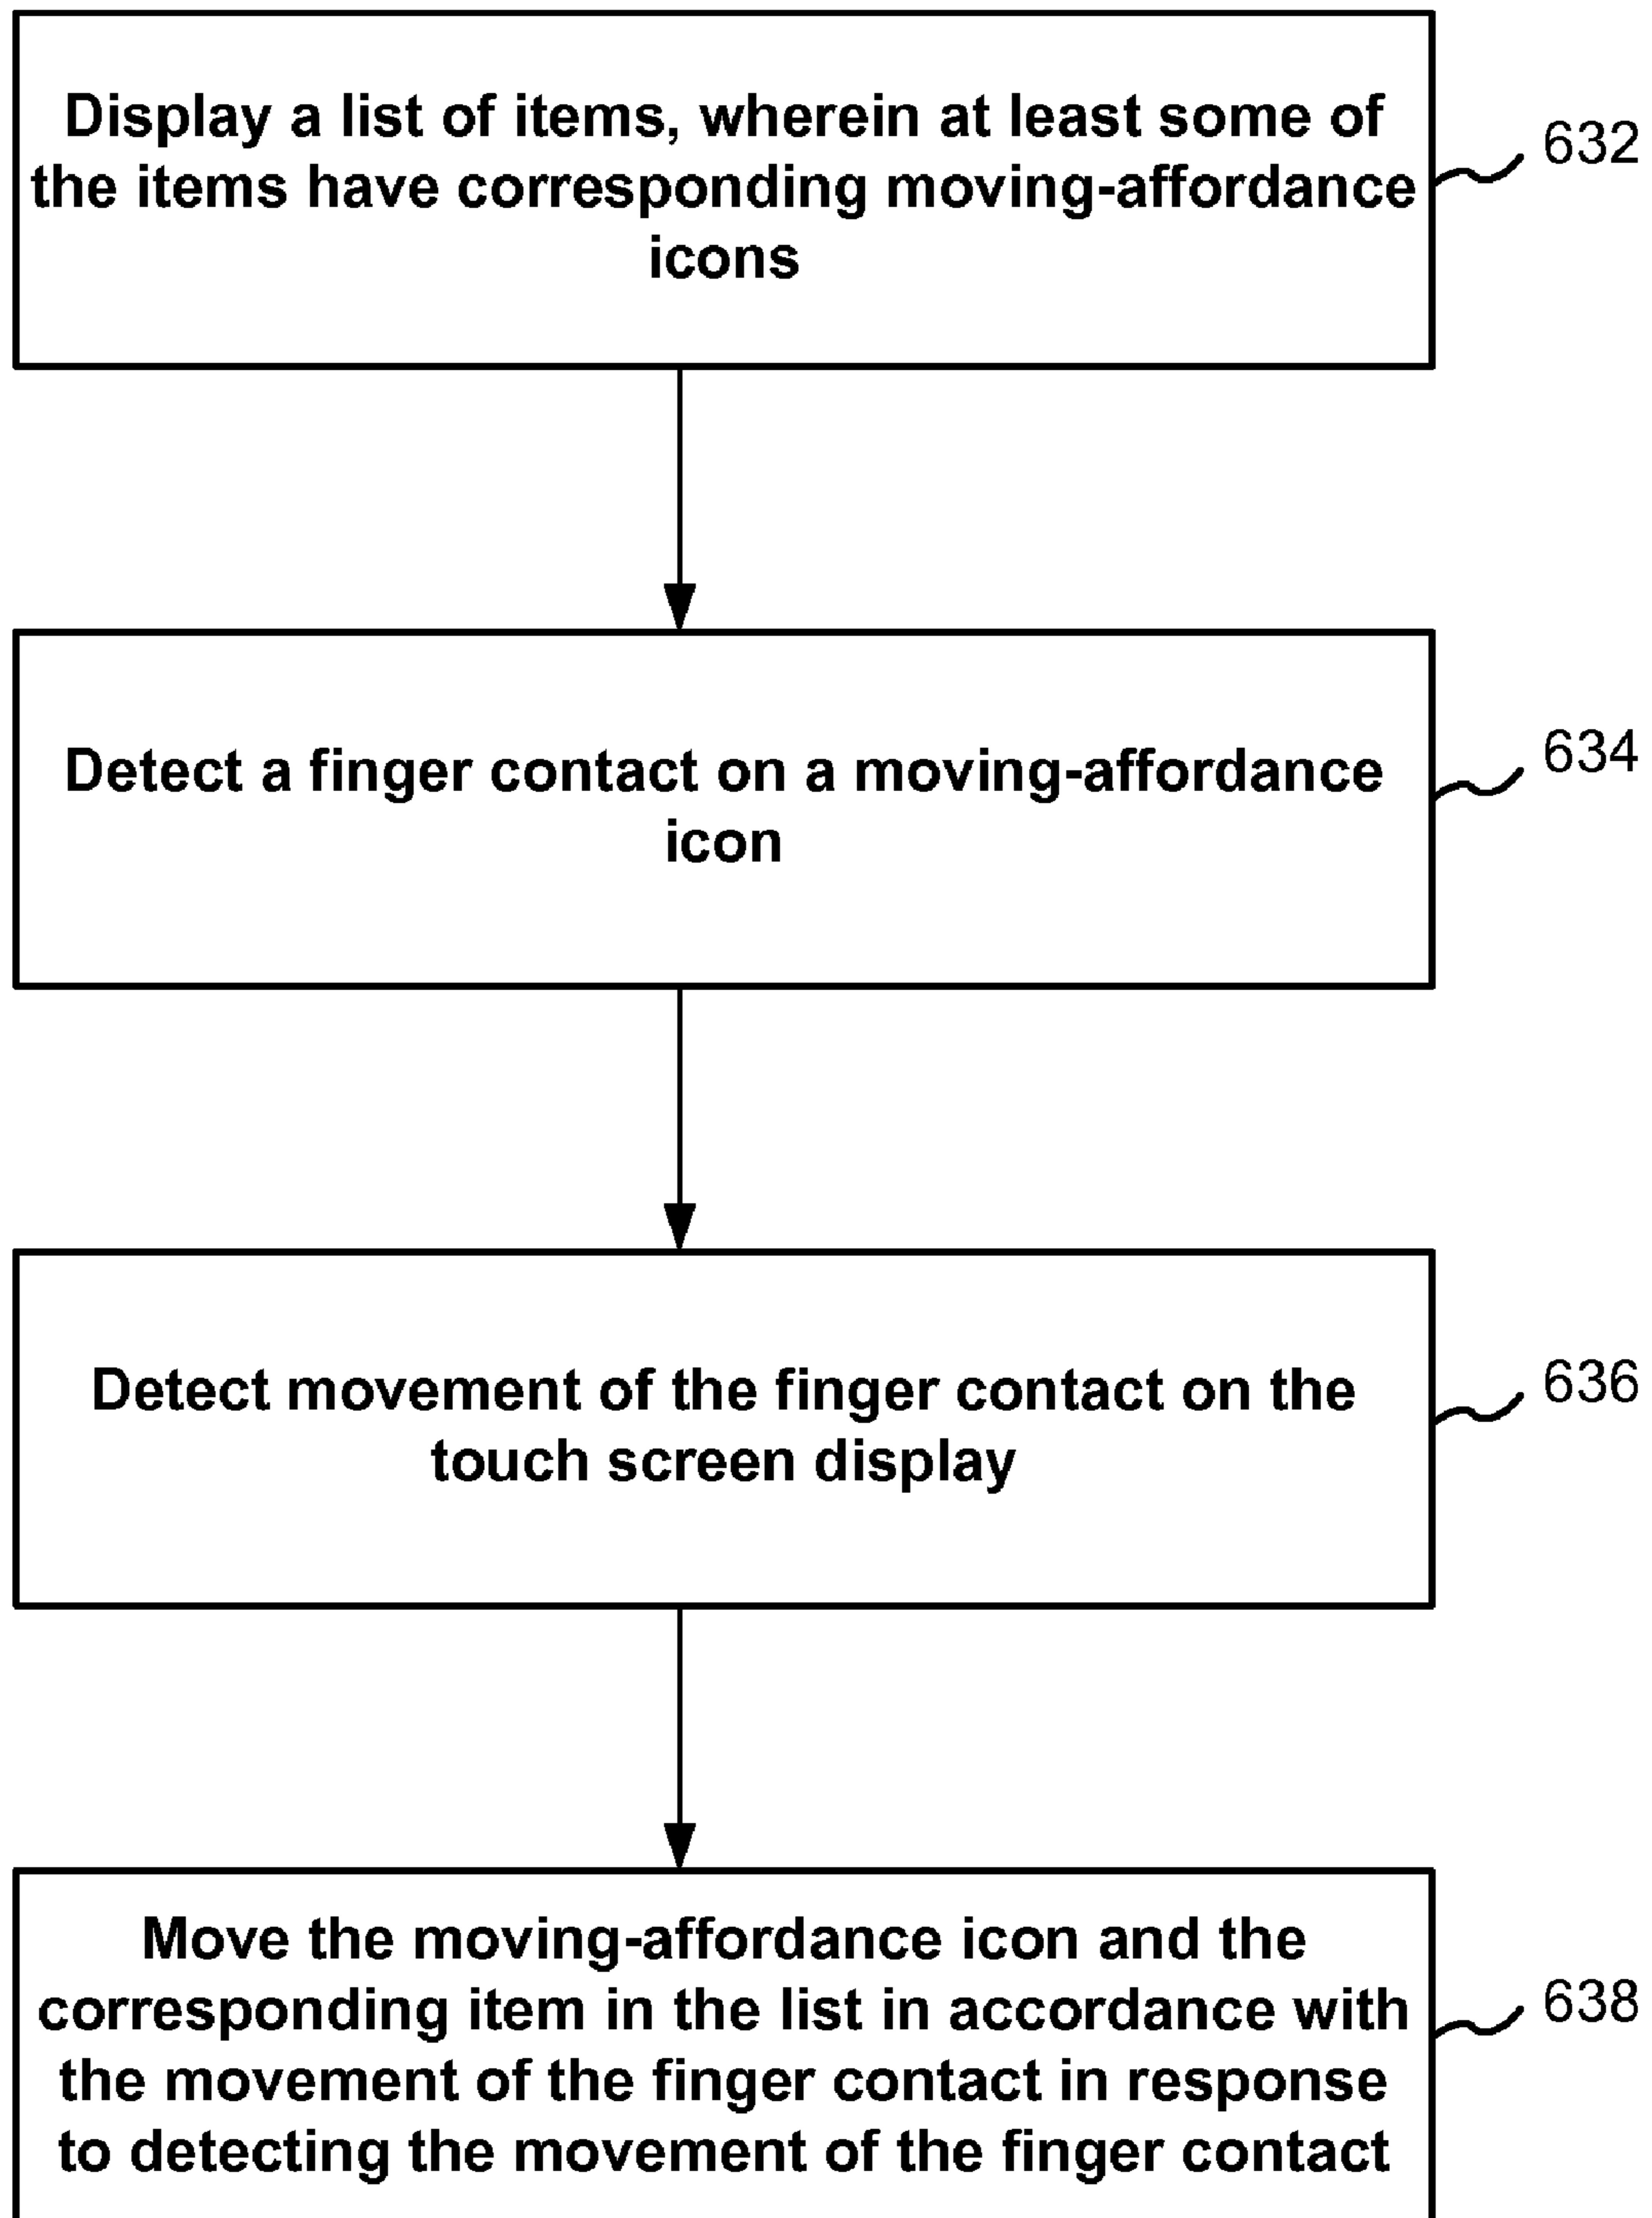 Display a list of items, wherein at least some of
the items have corresponding moving-affordance
icons
632
Detect a finger contact on a moving-affordance
icon
634
Detect movement of the finger contact on the
touch screen display
636
Move the moving-affordance icon and the
corresponding item in the list in accordance with
the movement of the finger contact in response
to detecting the movement of the finger contact
638